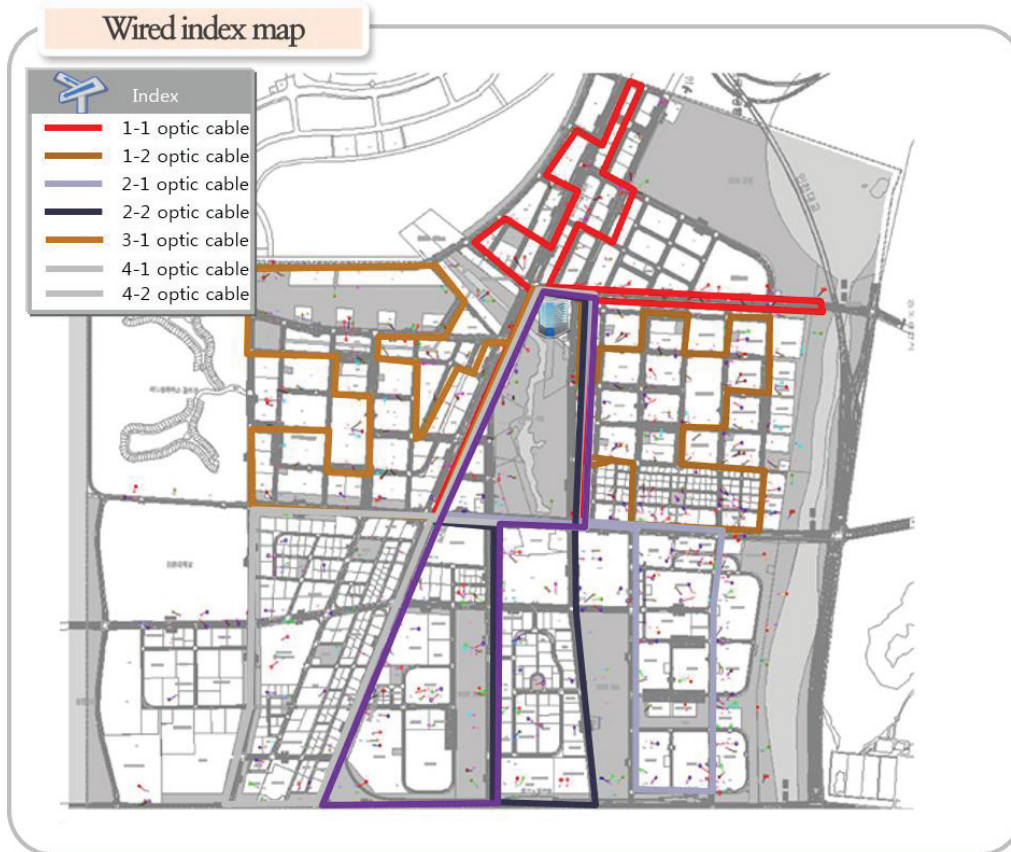 Wired index map
Index
1-1 optic cable
1-2 optic cable
2-1 optic cable
2-2 optic cable
3-1 optic cable
4-1 optic cable
4-2 optic cable